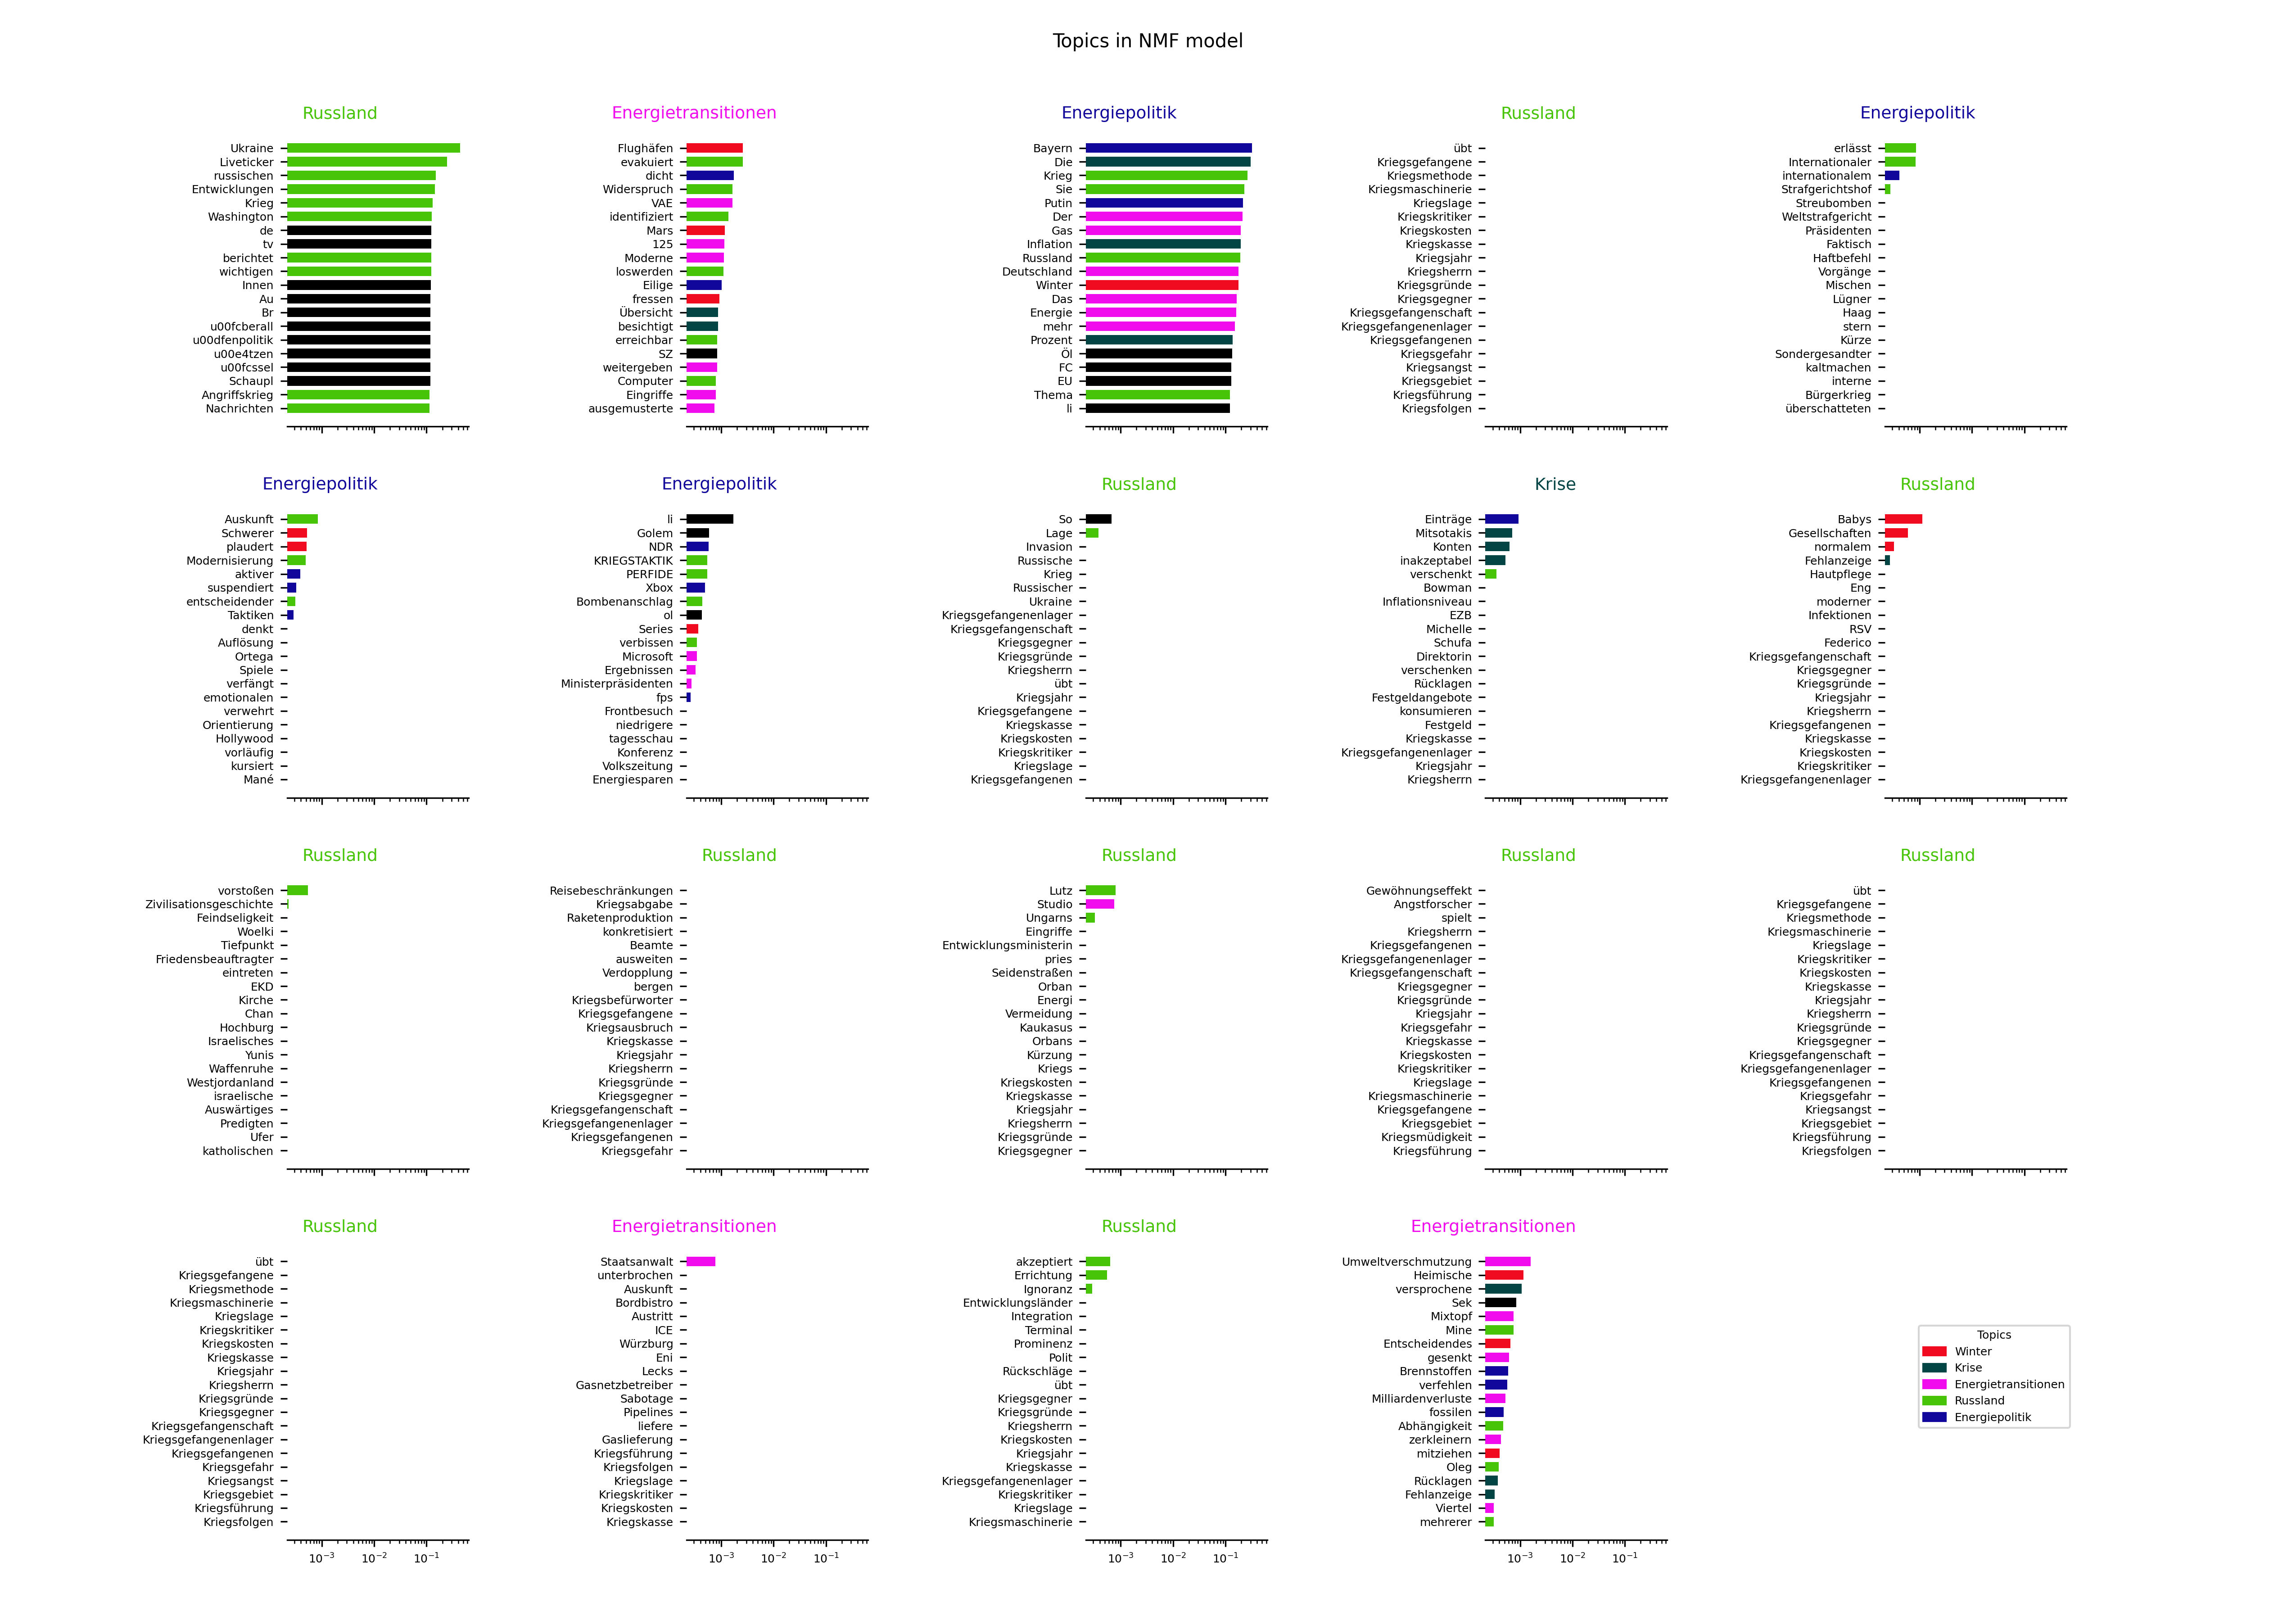 Topics in NMF model
Russland
Ukraine
Liveticker
russischen
Entwicklungen
Krieg
Washington
de
tv
berichtet
wichtigen
Innen
Au
Br
u00fcberall
u00dfenpolitik
u00e4tzen
u00fcssel
Schaupl
Angriffskrieg
Nachrichten
Energietransitionen
Flughäfen
evakuiert
dicht
Widerspruch
VAE
identifiziert
Mars
125
Moderne
loswerden
Eilige
fressen
Übersicht
besichtigt
erreichbar
SZ
weitergeben
Computer
Eingriffe
ausgemusterte
Energiepolitik
Bayern
Die
Krieg
Sie
Putin
Der
Gas
Inflation
Russland
Deutschland
Winter
Das
Energie
mehr
Prozent
Öl
FC
EU
Thema
li
Russland
übt
Kriegsgefangene
Kriegsmethode
Kriegsmaschinerie
Kriegslage
Kriegskritiker
Kriegskosten
Kriegskasse
Kriegsjahr
Kriegsherrn
Kriegsgründe
Kriegsgegner
Kriegsgefangenschaft
Kriegsgefangenenlager
Kriegsgefangenen
Kriegsgefahr
Kriegsangst
Kriegsgebiet
Kriegsführung
Kriegsfolgen
Energiepolitik
erlässt
Internationaler
internationalem
Strafgerichtshof
Streubomben
Weltstrafgericht
Präsidenten
Faktisch
Haftbefehl
Vorgänge
Mischen
Lügner
Haag
stern
Kürze
Sondergesandter
kaltmachen
interne
Bürgerkrieg
überschatteten
Energiepolitik
Auskunft
Schwerer
plaudert
Modernisierung
aktiver
suspendiert
entscheidender
Taktiken
denkt
Auflösung
Ortega
Spiele
verfängt
emotionalen
verwehrt
Orientierung
Hollywood
vorläufig
kursiert
Mané
Energiepolitik
li
Golem
NDR
KRIEGSTAKTIK
PERFIDE
Xbox
Bombenanschlag
ol
Series
verbissen
Microsoft
Ergebnissen
Ministerpräsidenten
fps
Frontbesuch
niedrigere
tagesschau
Konferenz
Volkszeitung
Energiesparen
Russland
So
Lage
Invasion
Russische
Krieg
Russischer
Ukraine
Kriegsgefangenenlager
Kriegsgefangenschaft
Kriegsgegner
Kriegsgründe
Kriegsherrn
übt
Kriegsjahr
Kriegsgefangene
Kriegskasse
Kriegskosten
Kriegskritiker
Kriegslage
Kriegsgefangenen
Krise
Einträge
Mitsotakis
Konten
inakzeptabel
verschenkt
Bowman
Inflationsniveau
EZB
Michelle
Schufa
Direktorin
verschenken
Rücklagen
Festgeldangebote
konsumieren
Festgeld
Kriegskasse
Kriegsgefangenenlager
Kriegsjahr
Kriegsherrn
Russland
Babys
Gesellschaften
normalem
Fehlanzeige
Hautpflege
Eng
moderner
Infektionen
RSV
Federico
Kriegsgefangenschaft
Kriegsgegner
Kriegsgründe
Kriegsjahr
Kriegsherrn
Kriegsgefangenen
Kriegskasse
Kriegskosten
Kriegskritiker
Kriegsgefangenenlager
Russland
vorstoßen
Zivilisationsgeschichte
Feindseligkeit
Woelki
Tiefpunkt
Friedensbeauftragter
eintreten
EKD
Kirche
Chan
Hochburg
Israelisches
Yunis
Waffenruhe
Westjordanland
israelische
Auswärtiges
Predigten
Ufer
katholischen
Russland
Reisebeschränkungen
Kriegsabgabe
Raketenproduktion
konkretisiert
Beamte
ausweiten
Verdopplung
bergen
Kriegsbefürworter
Kriegsgefangene
Kriegsausbruch
Kriegskasse
Kriegsjahr
Kriegsherrn
Kriegsgründe
Kriegsgegner
Kriegsgefangenschaft
Kriegsgefangenenlager
Kriegsgefangenen
Kriegsgefahr
Russland
Lutz
Studio
Ungarns
Eingriffe
Entwicklungsministerin
pries
Seidenstraßen
Orban
Energi
Vermeidung
Kaukasus
Orbans
Kürzung
Kriegs
Kriegskosten
Kriegskasse
Kriegsjahr
Kriegsherrn
Kriegsgründe
Kriegsgegner
Russland
Gewöhnungseffekt
Angstforscher
spielt
Kriegsherrn
Kriegsgefangenen
Kriegsgefangenenlager
Kriegsgefangenschaft
Kriegsgegner
Kriegsgründe
Kriegsjahr
Kriegsgefahr
Kriegskasse
Kriegskosten
Kriegskritiker
Kriegslage
Kriegsmaschinerie
Kriegsgefangene
Kriegsgebiet
Kriegsmüdigkeit
Kriegsführung
Russland
übt
Kriegsgefangene
Kriegsmethode
Kriegsmaschinerie
Kriegslage
Kriegskritiker
Kriegskosten
Kriegskasse
Kriegsjahr
Kriegsherrn
Kriegsgründe
Kriegsgegner
Kriegsgefangenschaft
Kriegsgefangenenlager
Kriegsgefangenen
Kriegsgefahr
Kriegsangst
Kriegsgebiet
Kriegsführung
Kriegsfolgen
Russland
übt
Kriegsgefangene
Kriegsmethode
Kriegsmaschinerie
Kriegslage
Kriegskritiker
Kriegskosten
Kriegskasse
Kriegsjahr
Kriegsherrn
Kriegsgründe
Kriegsgegner
Kriegsgefangenschaft
Kriegsgefangenenlager
Kriegsgefangenen
Kriegsgefahr
Kriegsangst
Kriegsgebiet
Kriegsführung
Kriegsfolgen
10⁻³ 10⁻² 10⁻¹
Energietransitionen
Staatsanwalt
unterbrochen
Auskunft
Bordbistro
Austritt
ICE
Würzburg
Eni
Lecks
Gasnetzbetreiber
Sabotage
Pipelines
liefere
Gaslieferung
Kriegsführung
Kriegsfolgen
Kriegslage
Kriegskritiker
Kriegskosten
Kriegskasse
10⁻³ 10⁻² 10⁻¹
Russland
akzeptiert
Errichtung
Ignoranz
Entwicklungsländer
Integration
Terminal
Prominenz
Polit
Rückschläge
übt
Kriegsgegner
Kriegsgründe
Kriegsherrn
Kriegskosten
Kriegsjahr
Kriegskasse
Kriegsgefangenenlager
Kriegskritiker
Kriegslage
Kriegsmaschinerie
10⁻³ 10⁻² 10⁻¹
Energietransitionen
Umweltverschmutzung
Heimische
versprochene
Sek
Mixtopf
Mine
Entscheidendes
gesenkt
Brennstoffen
verfehlen
Milliardenverluste
fossilen
Abhängigkeit
zerkleinern
mitziehen
Oleg
Rücklagen
Fehlanzeige
Viertel
mehrerer
10⁻³ 10⁻² 10⁻¹
Topics
Winter
Krise
Energietransitionen
Russland
Energiepolitik